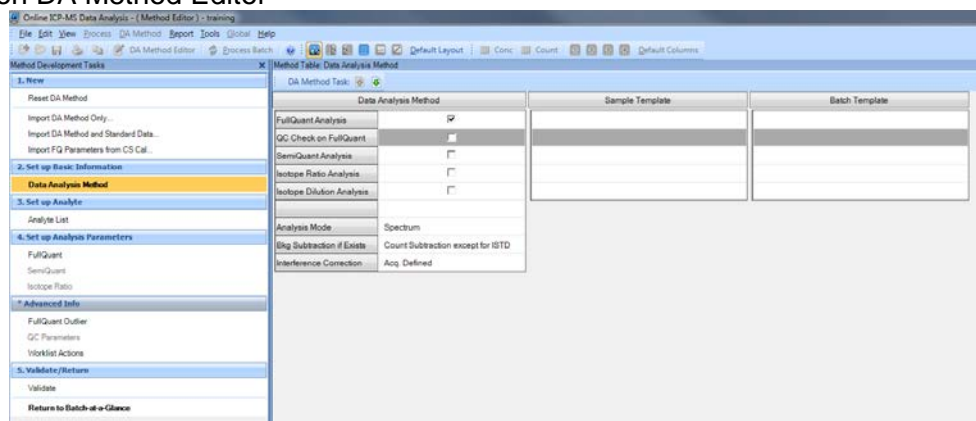 on DA Method Editor
Online ICP-MS Data Analysis - ( Method Editor ) - training
File Edit View Process DA Method Report Tools Global Help
DA Method Editor Process Batch Default Layout Conc Count Default Columns
Method Development Tasks
1. New
Reset DA Method
Import DA Method Only...
Import DA Method and Standard Data...
Import FQ Parameters from CS Cal...
2. Set up Basic Information
Data Analysis Method
3. Set up Analyte
Analyte List
4. Set up Analysis Parameters
FullQuant
SemiQuant
Isotope Ratio
* Advanced Info
FullQuant Outlier
QC Parameters
Worklist Actions
5. Validate/Return
Validate
Return to Batch-at-a-Glance
Method Table: Data Analysis Method
DA Method Task:
Data Analysis Method Sample Template Batch Template
FullQuant Analysis
QC Check on FullQuant
SemiQuant Analysis
Isotope Ratio Analysis
Isotope Dilution Analysis
Analysis Mode Spectrum
Bkg Subtraction if Exists Count Subtraction except for ISTD
Interference Correction Acq. Defined